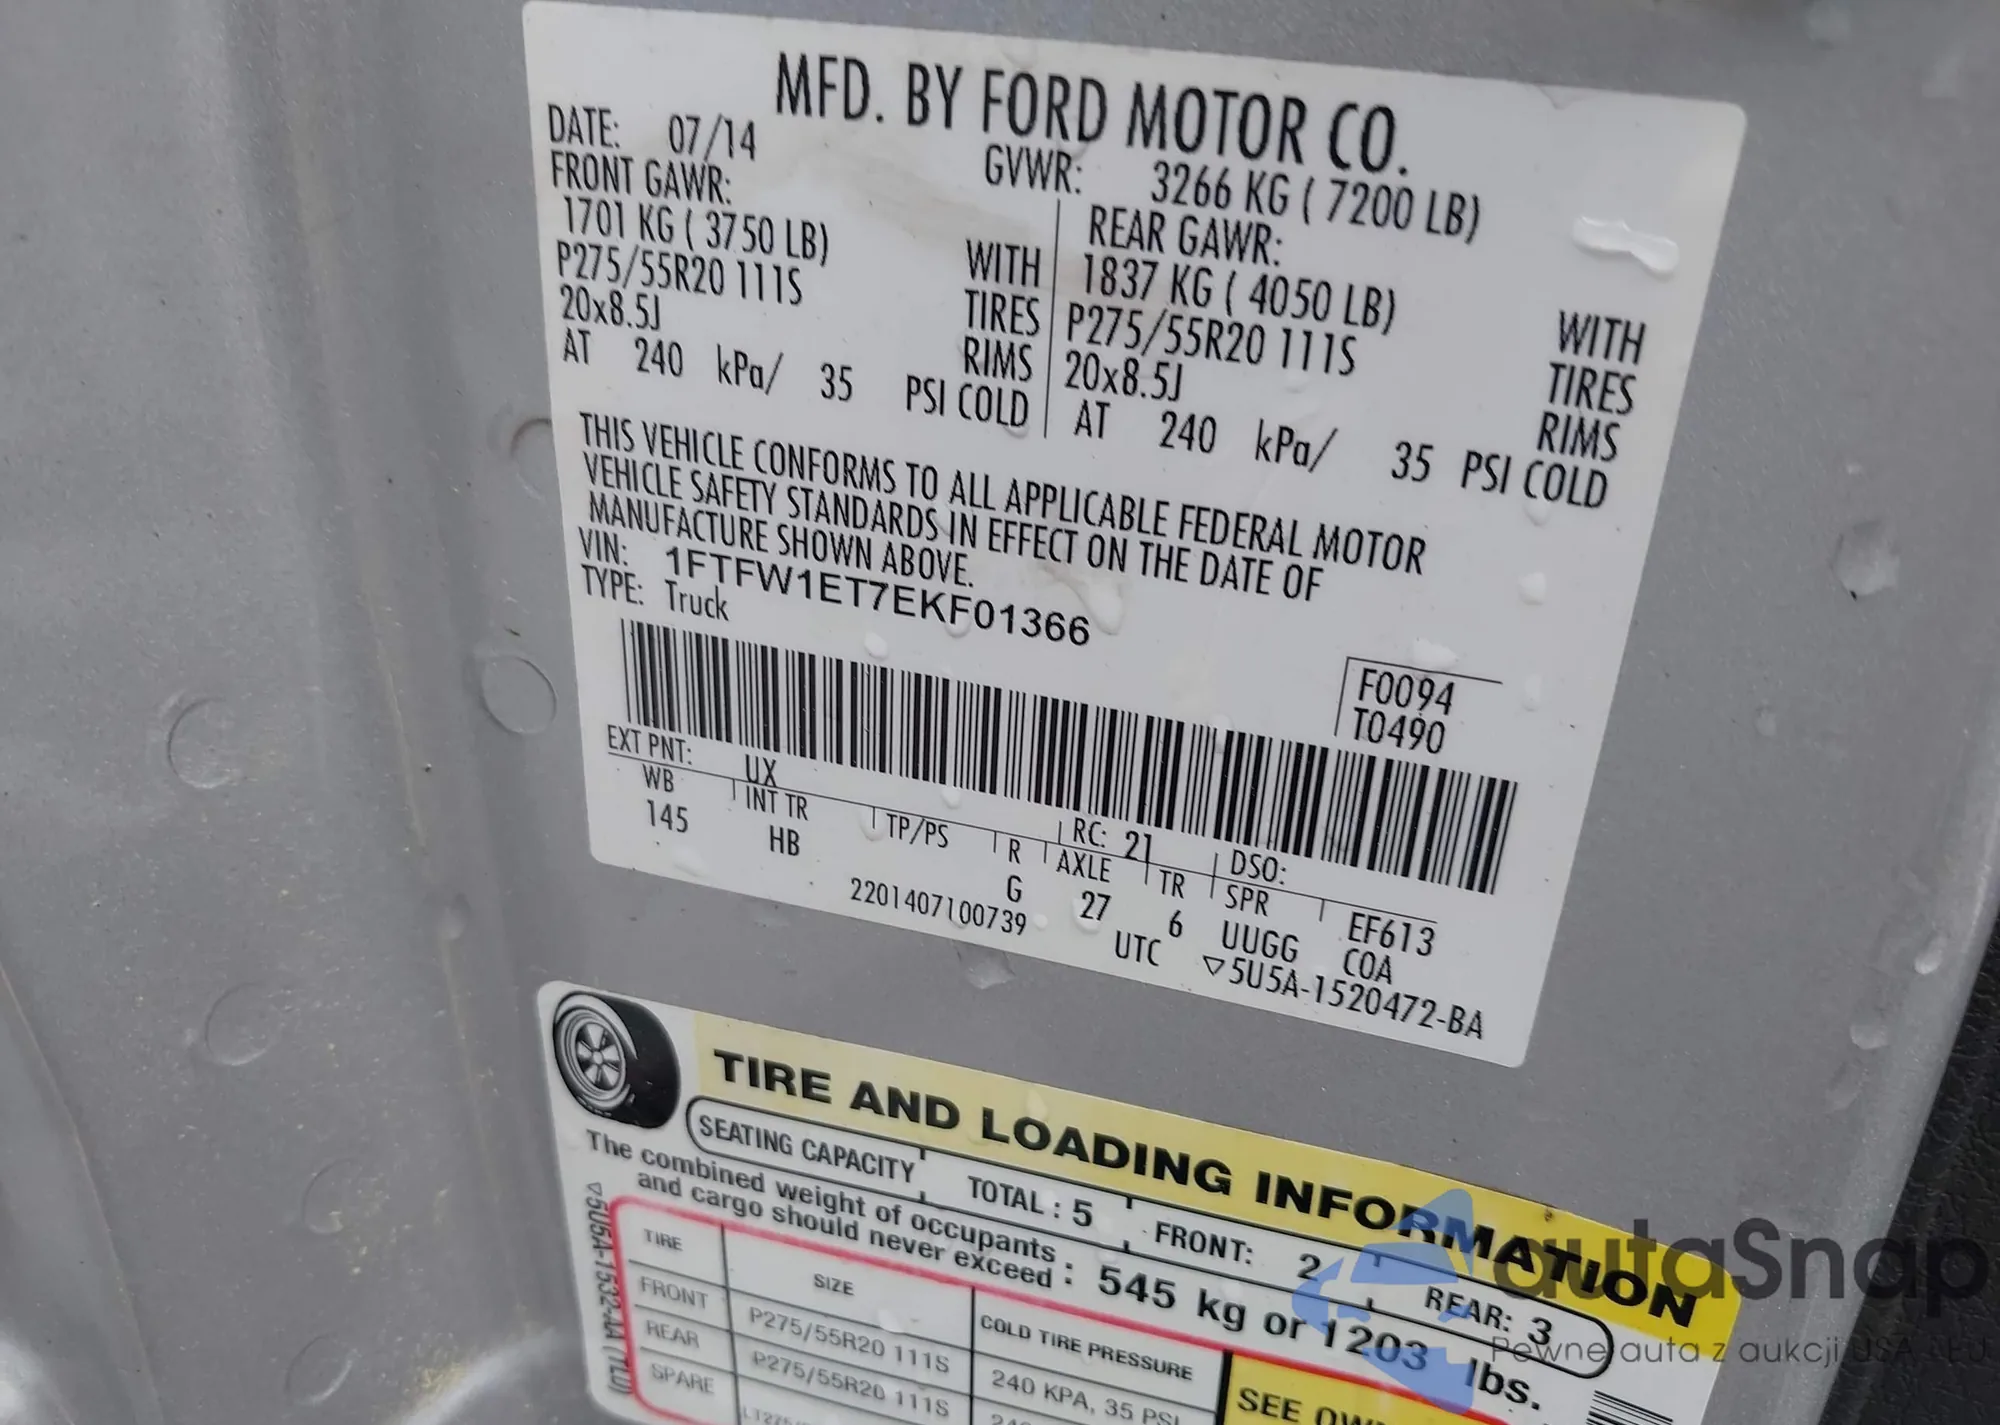 MFD. BY FORD MOTOR CO.
DATE: 07/14 GVWR: 3266 KG ( 7200 LB)
FRONT GAWR: REAR GAWR:
1701 KG ( 3750 LB) WITH 1837 KG ( 4050 LB) WITH
P275/55R20 111S TIRES P275/55R20 111S TIRES
20x8.5J RIMS 20x8.5J RIMS
AT 240 kPa/ 35 PSI COLD AT 240 kPa/ 35 PSI COLD
THIS VEHICLE CONFORMS TO ALL APPLICABLE FEDERAL MOTOR
VEHICLE SAFETY STANDARDS IN EFFECT ON THE DATE OF
MANUFACTURE SHOWN ABOVE.
VIN: 1FTFW1ET7EKF01366
TYPE: Truck
F0094
T0490
EXT PNT: UX RC: 21 DSO:
WB INT TR TP/PS R AXLE TR SPR EF613
145 HB G 27 6 UUGG COA
2201407100739 UTC ▽5U5A-1520472-BA
TIRE AND LOADING INFORMATION
SEATING CAPACITY TOTAL : 5 FRONT: 2 REAR: 3
The combined weight of occupants
and cargo should never exceed : 545 kg or 1203 lbs.
TIRE SIZE COLD TIRE PRESSURE
FRONT P275/55R20 111S 240 KPA, 35 PSI
REAR P275/55R20 111S
SPARE
SEE
autaSnap
Pewne auta z aukcji USA